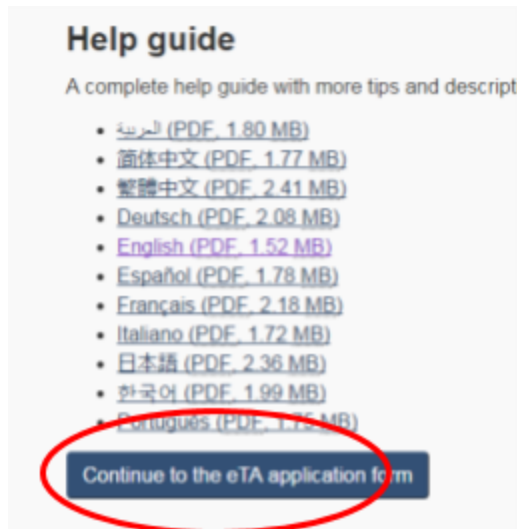 Help guide
A complete help guide with more tips and descript
العربية (PDF, 1.80 MB)
简体中文 (PDF, 1.77 MB)
繁體中文 (PDF, 2.41 MB)
Deutsch (PDF, 2.08 MB)
English (PDF, 1.52 MB)
Español (PDF, 1.78 MB)
Français (PDF, 2.18 MB)
Italiano (PDF, 1.72 MB)
日本語 (PDF, 2.36 MB)
한국어 (PDF, 1.99 MB)
Português (PDF, 1.75 MB)
Continue to the eTA application form